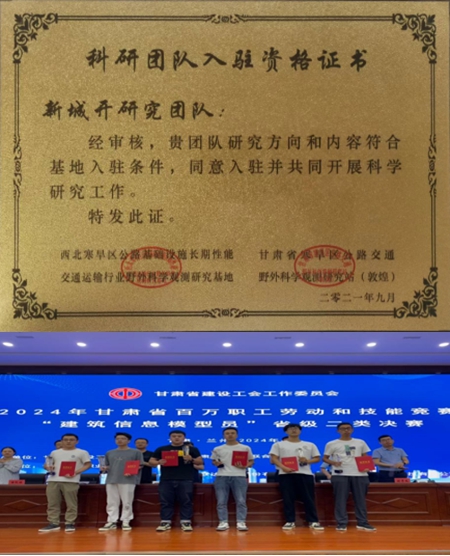 科研团队入驻资格证书
新城开研究团队：
经审核，贵团队研究方向和内容符合
基地入驻条件，同意入驻并共同开展科学
研究工作。
特发此证。
西北寒旱区公路基础设施长期性能
交通运输行业野外科学观测研究基地
甘肃省寒旱区公路交通
野外科学观测研究站（敦煌）
二零二一年九月
甘肃省建设工会工作委员会
2024年甘肃省百万职工劳动和技能竞赛
“建筑信息模型员”省级二类决赛
兰州 2024年